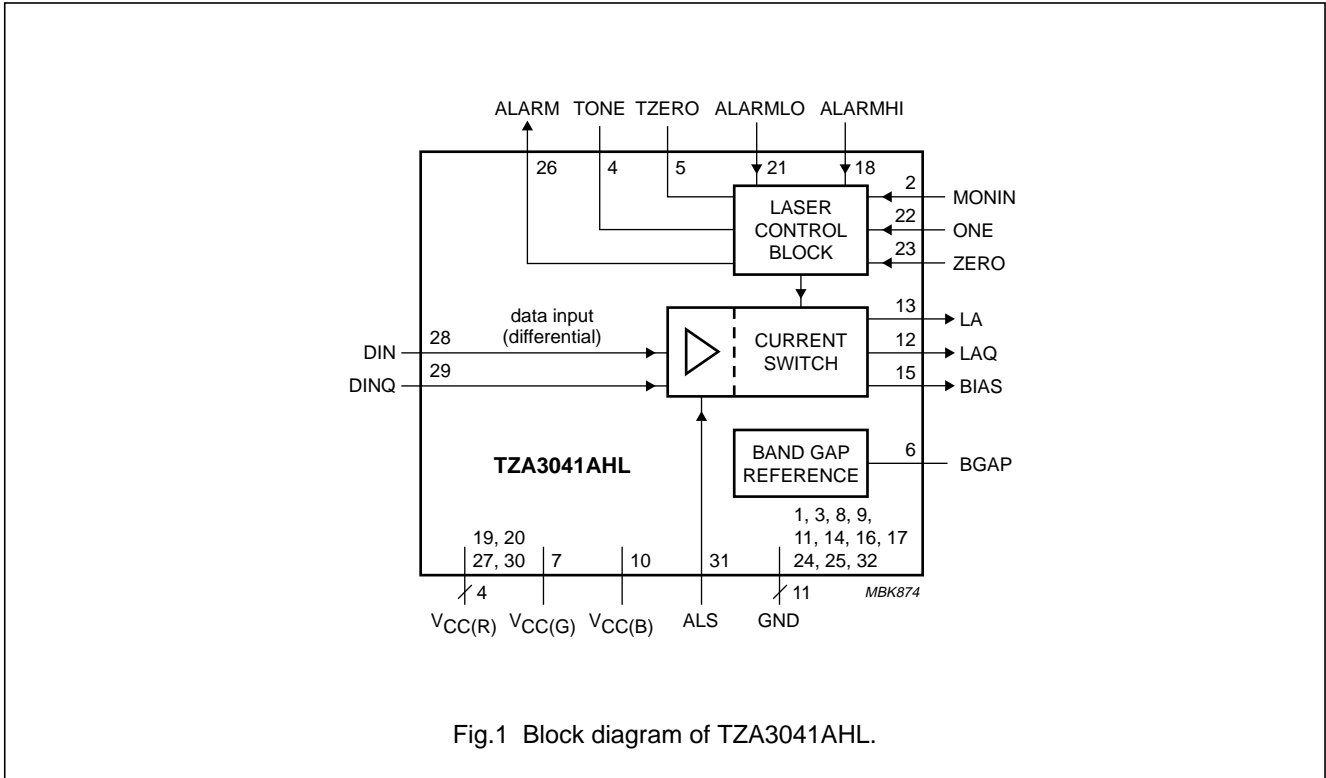 ALARM TONE TZERO ALARMLO ALARMHI
26 4 5 21 18
2 MONIN
LASER
CONTROL
BLOCK
22 ONE
23 ZERO
data input
(differential)
DIN 28
DINQ 29
CURRENT
SWITCH
13 LA
12 LAQ
15 BIAS
TZA3041AHL
BAND GAP
REFERENCE
6 BGAP
1, 3, 8, 9,
11, 14, 16, 17
24, 25, 32
19, 20
27, 30
7 10 31
4 11
MBK874
VCC(R) VCC(G) VCC(B) ALS GND
Fig.1 Block diagram of TZA3041AHL.